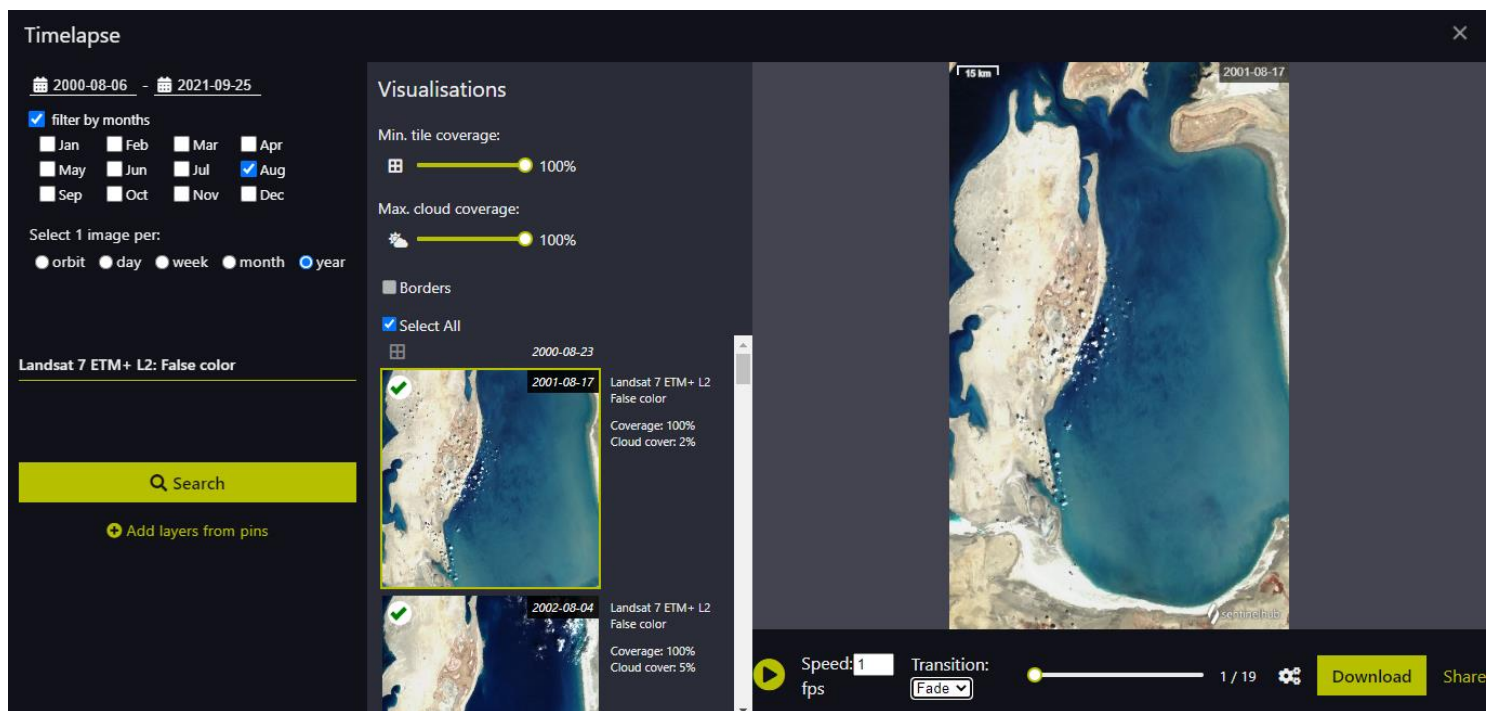 Timelapse
2000-08-06 - 2021-09-25
filter by months
Jan Feb Mar Apr
May Jun Jul Aug
Sep Oct Nov Dec
Select 1 image per:
orbit day week month year
Landsat 7 ETM+ L2: False color
Search
Add layers from pins
Visualisations
Min. tile coverage:
100%
Max. cloud coverage:
100%
Borders
Select All
2000-08-23
2001-08-17
Landsat 7 ETM+ L2
False color
Coverage: 100%
Cloud cover: 2%
2002-08-04
Landsat 7 ETM+ L2
False color
Coverage: 100%
Cloud cover: 5%
15 km
2001-08-17
sentinelhub
Speed: 1
fps
Transition:
Fade
1 / 19
Download
Share